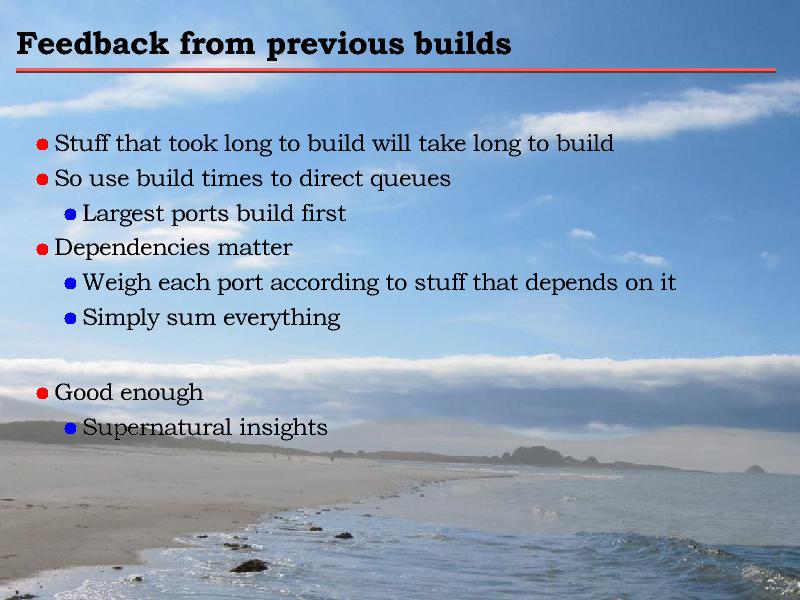 Feedback from previous builds
Stuff that took long to build will take long to build
So use build times to direct queues
Largest ports build first
Dependencies matter
Weigh each port according to stuff that depends on it
Simply sum everything
Good enough
Supernatural insights